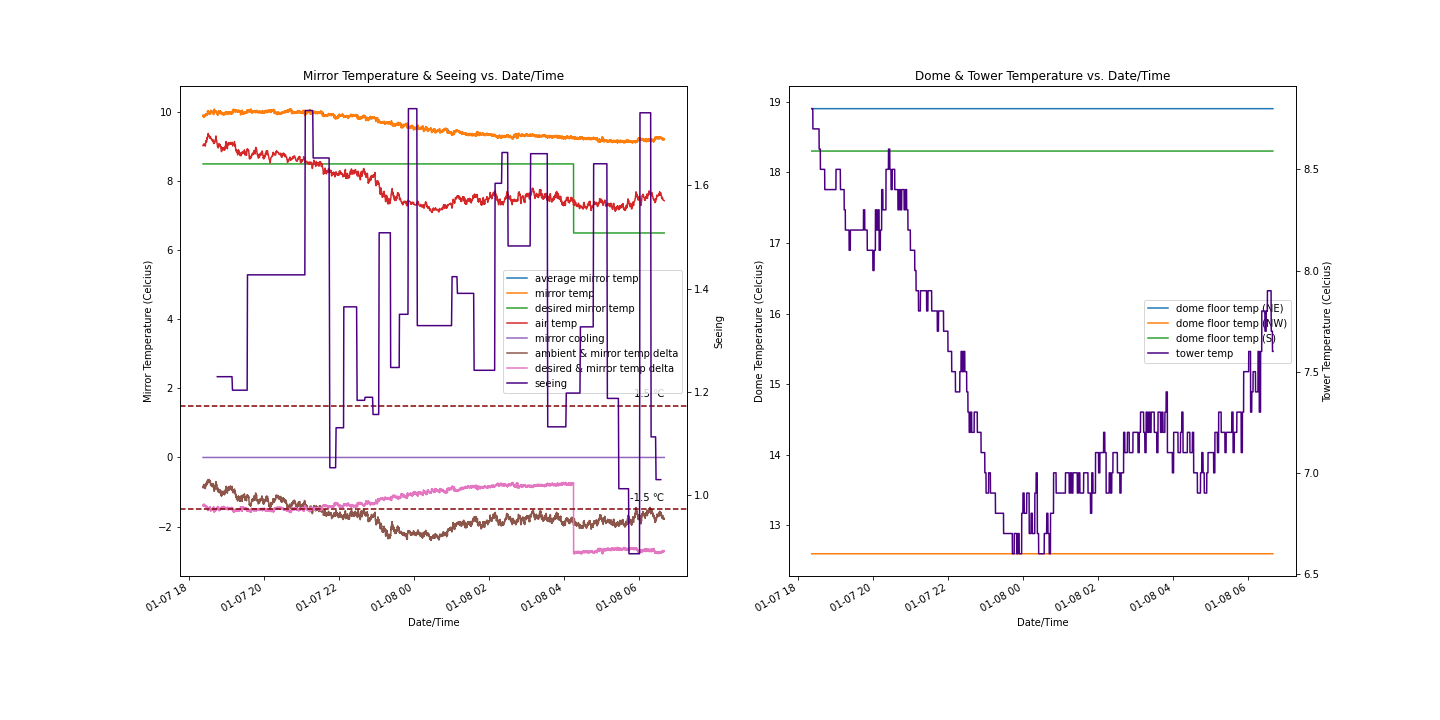 Mirror Temperature & Seeing vs. Date/Time
Mirror Temperature (Celcius)
10
8
6
4
2
0
−2
average mirror temp
mirror temp
desired mirror temp
air temp
mirror cooling
ambient & mirror temp delta
desired & mirror temp delta
seeing
1.5 °C
-1.5 °C
1.6
1.4
1.2
1.0
Seeing
01-07 18
01-07 20
01-07 22
01-08 00
01-08 02
01-08 04
01-08 06
Date/Time
Dome & Tower Temperature vs. Date/Time
Dome Temperature (Celcius)
19
18
17
16
15
14
13
dome floor temp (NE)
dome floor temp (NW)
dome floor temp (S)
tower temp
8.5
8.0
7.5
7.0
6.5
Tower Temperature (Celcius)
01-07 18
01-07 20
01-07 22
01-08 00
01-08 02
01-08 04
01-08 06
Date/Time